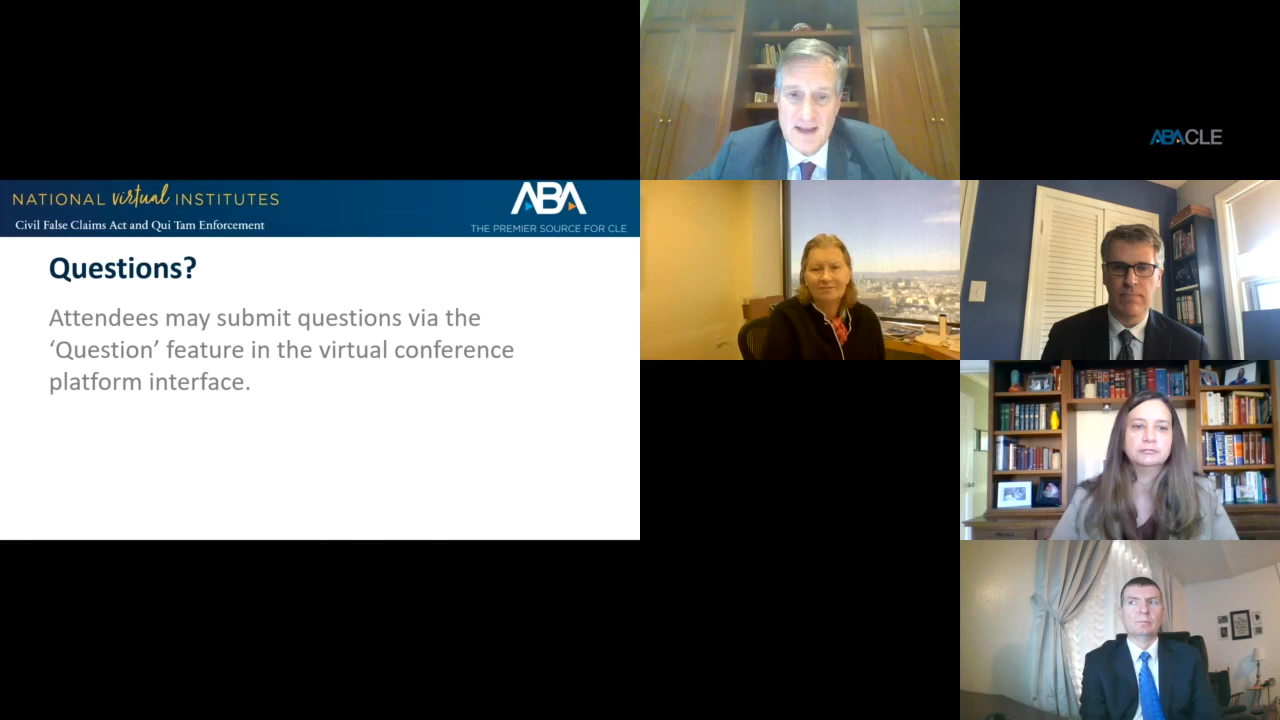 NATIONAL virtual INSTITUTES
Civil False Claims Act and Qui Tam Enforcement
ABA
THE PREMIER SOURCE FOR CLE
Questions?
Attendees may submit questions via the
‘Question’ feature in the virtual conference
platform interface.
ABACLE